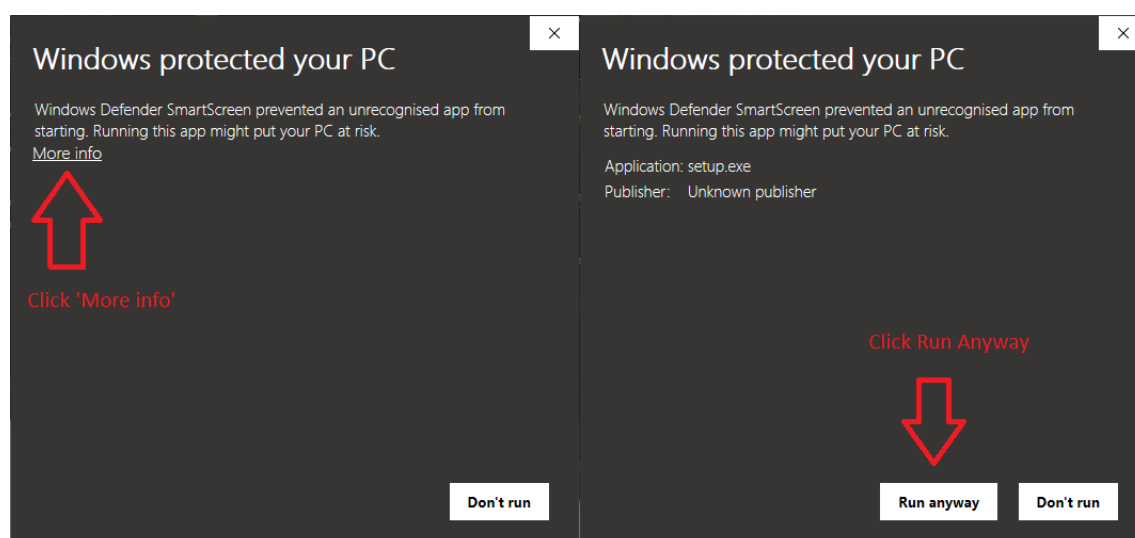 Windows protected your PC
Windows Defender SmartScreen prevented an unrecognised app from
starting. Running this app might put your PC at risk.
More info
Click 'More info'
Don't run
Windows protected your PC
Windows Defender SmartScreen prevented an unrecognised app from
starting. Running this app might put your PC at risk.
Application: setup.exe
Publisher: Unknown publisher
Click Run Anyway
Run anyway
Don't run